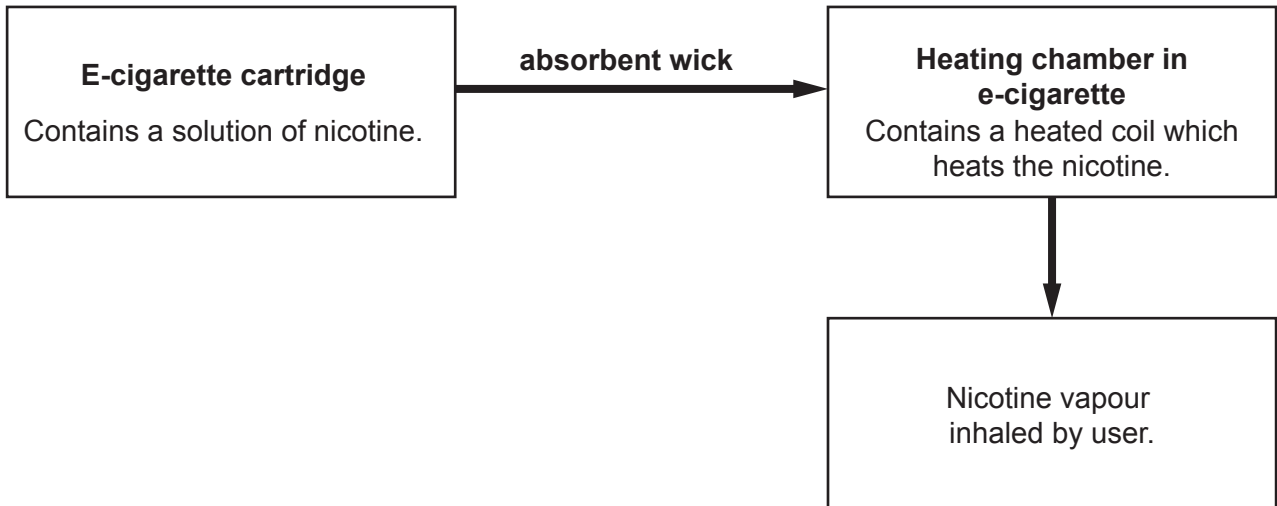 E-cigarette cartridge
Contains a solution of nicotine.
absorbent wick
Heating chamber in
e-cigarette
Contains a heated coil which
heats the nicotine.
Nicotine vapour
inhaled by user.